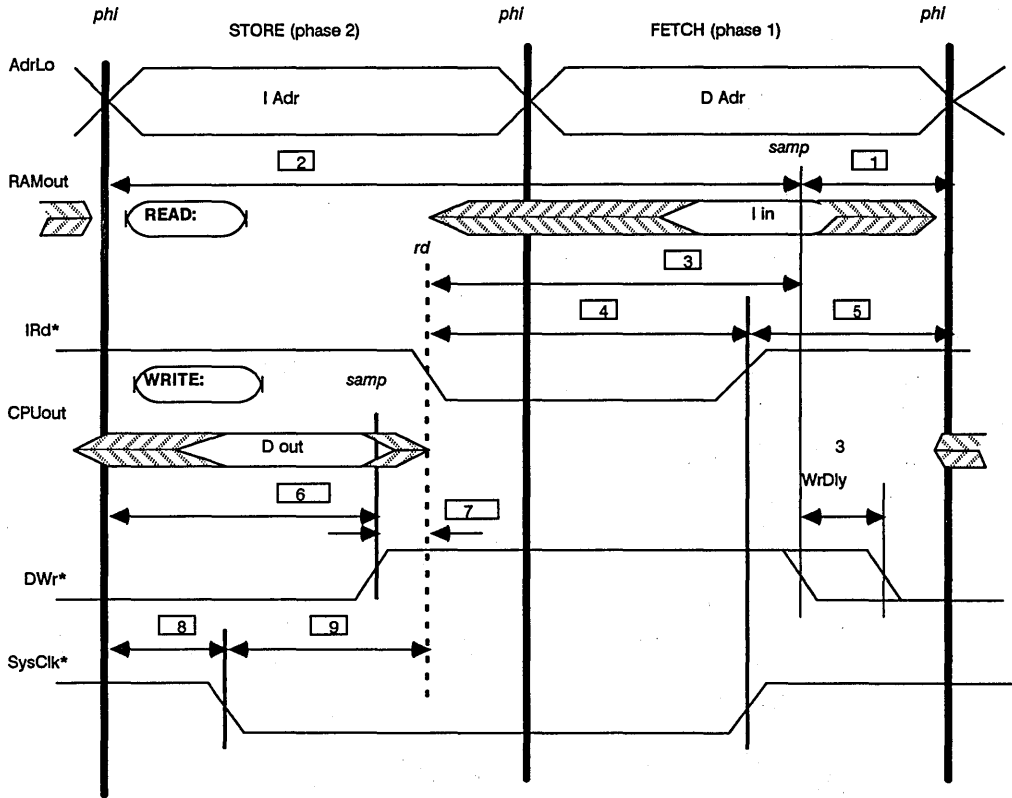 phi
phi
phi
STORE (phase 2)
FETCH (phase 1)
AdrLo
I Adr
D Adr
samp
2
1
RAMout
READ:
I in
rd
3
4
5
IRd*
WRITE:
samp
CPUout
D out
3
WrDly
6
7
DWr*
8
9
SysClk*